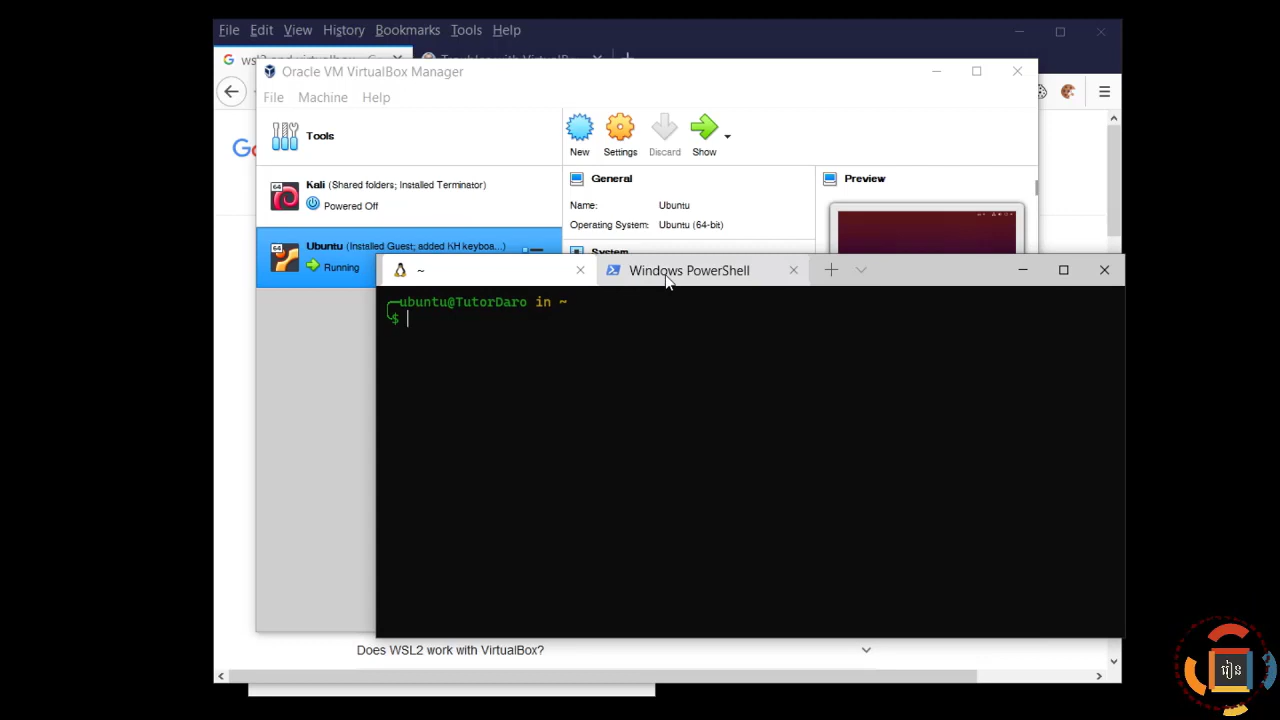 File Edit View History Bookmarks Tools Help
Oracle VM VirtualBox Manager
File Machine Help
Tools
New Settings Discard Show
Kali (Shared folders; Installed Terminator)
Powered Off
Ubuntu (Installed Guest; added KH keyboa...)
Running
General
Name: Ubuntu
Operating System: Ubuntu (64-bit)
Preview
~
Windows PowerShell
ubuntu@TutorDaro in ~
$
Does WSL2 work with VirtualBox?